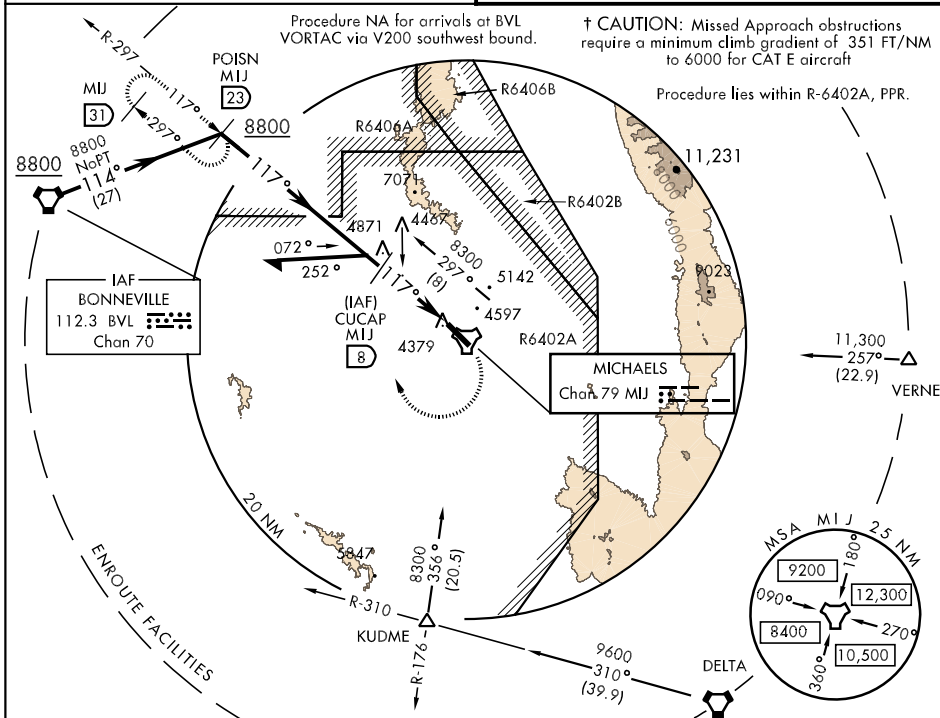 Procedure NA for arrivals at BVL
VORTAC via V200 southwest bound.
† CAUTION: Missed Approach obstructions
require a minimum climb gradient of 351 FT/NM
to 6000 for CAT E aircraft
Procedure lies within R-6402A, PPR.
R-297
POISN
MIJ
23
MIJ
31
117°
297°
8800
8800
8800
NoPT
114°
(27)
117°
R6406B
R6406A
7071
R6402B
11,231
8000
6000
9023
4871
4467
072°
252°
117°
8300
297°
(8)
5142
4597
(IAF)
CUCAP
MIJ
8
4379
R6402A
IAF
BONNEVILLE
112.3 BVL
Chan 70
MICHAELS
Chan 79 MIJ
11,300
257°
(22.9)
VERNE
20 NM
5847
8300
356°
(20.5)
R-310
KUDME
R-176
9600
310°
(39.9)
DELTA
ENROUTE FACILITIES
MSA MIJ 25 NM
180°
9200
090°
12,300
8400
270°
360°
10,500